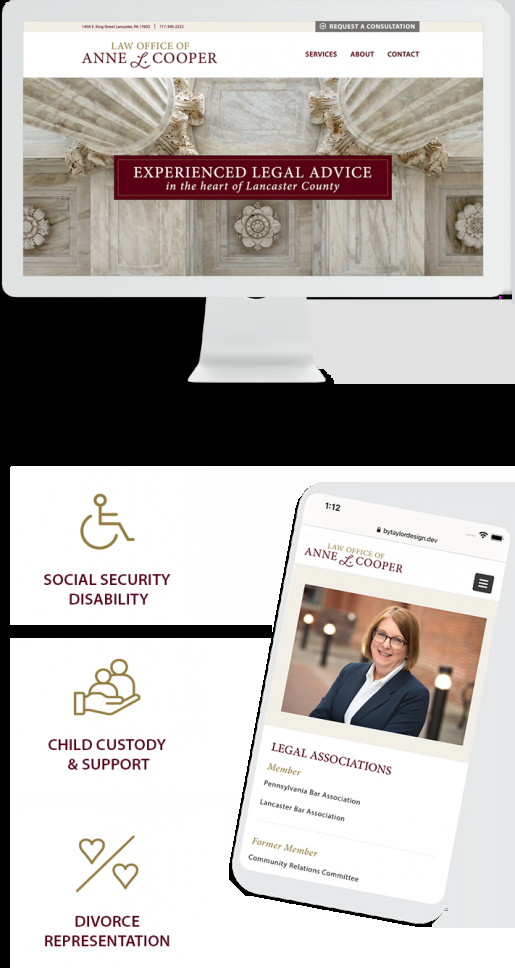 140A E. King Street Lancaster, PA 17602 | 717-390-2222
REQUEST A CONSULTATION
LAW OFFICE OF
ANNE L. COOPER
SERVICES ABOUT CONTACT
EXPERIENCED LEGAL ADVICE
in the heart of Lancaster County
SOCIAL SECURITY
DISABILITY
CHILD CUSTODY
& SUPPORT
DIVORCE
REPRESENTATION
1:12
bytaylordesign.dev
LAW OFFICE OF
ANNE L. COOPER
LEGAL ASSOCIATIONS
Member
Pennsylvania Bar Association
Lancaster Bar Association
Former Member
Community Relations Committee